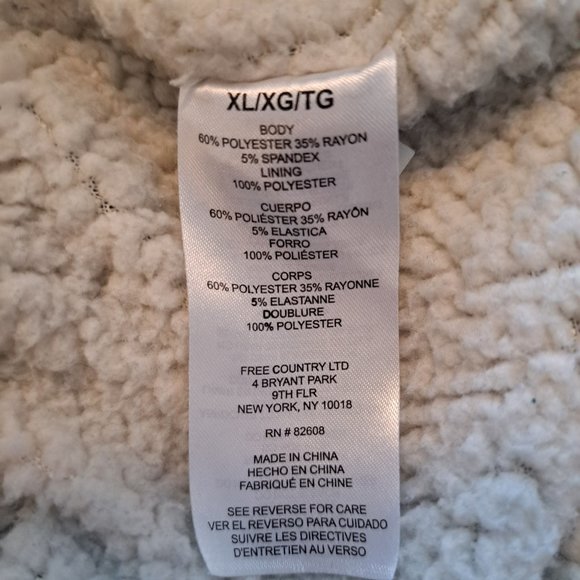 XL/XG/TG
BODY
60% POLYESTER 35% RAYON
5% SPANDEX
LINING
100% POLYESTER
CUERPO
60% POLIÉSTER 35% RAYÓN
5% ELASTICA
FORRO
100% POLIÉSTER
CORPS
60% POLYESTER 35% RAYONNE
5% ELASTANNE
DOUBLURE
100% POLYESTER
FREE COUNTRY LTD
4 BRYANT PARK
9TH FLR
NEW YORK, NY 10018
RN # 82608
MADE IN CHINA
HECHO EN CHINA
FABRIQUÉ EN CHINE
SEE REVERSE FOR CARE
VER EL REVERSO PARA CUIDADO
SUIVRE LES DIRECTIVES
D'ENTRETIEN AU VERSO